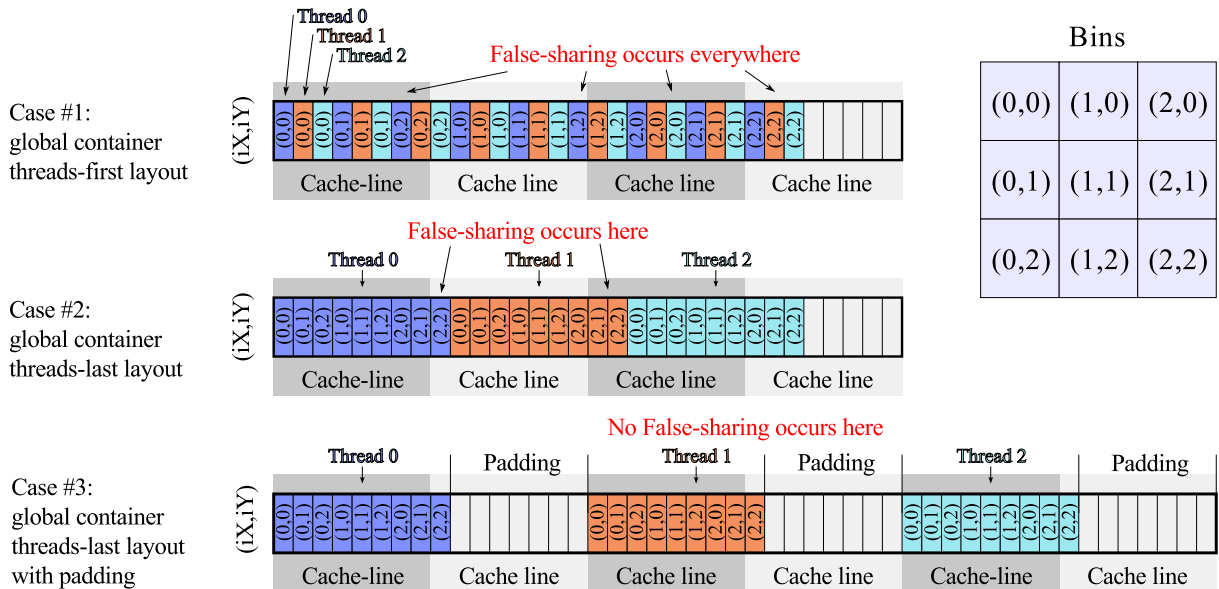 Thread 0
Thread 1
Thread 2
False-sharing occurs everywhere
Case #1:
global container
threads-first layout
(iX,iY)
(0,0) (0,0) (0,0) (0,1) (0,1) (0,1) (0,2) (0,2) (0,2) (1,0) (1,0) (1,0) (1,1) (1,1) (1,1) (1,2) (1,2) (1,2) (2,0) (2,0) (2,0) (2,1) (2,1) (2,1) (2,2) (2,2) (2,2)
Cache-line Cache line Cache line Cache line
Bins
(0,0) (1,0) (2,0)
(0,1) (1,1) (2,1)
(0,2) (1,2) (2,2)
False-sharing occurs here
Thread 0 Thread 1 Thread 2
Case #2:
global container
threads-last layout
(iX,iY)
(0,0) (0,1) (0,2) (1,0) (1,1) (1,2) (2,0) (2,1) (2,2) (0,0) (0,1) (0,2) (1,0) (1,1) (1,2) (2,0) (2,1) (2,2) (0,0) (0,1) (0,2) (1,0) (1,1) (1,2) (2,0) (2,1) (2,2)
Cache-line Cache line Cache line Cache line
No False-sharing occurs here
Thread 0 Padding Thread 1 Padding Thread 2 Padding
Case #3:
global container
threads-last layout
with padding
(iX,iY)
(0,0) (0,1) (0,2) (1,0) (1,1) (1,2) (2,0) (2,1) (2,2) (0,0) (0,1) (0,2) (1,0) (1,1) (1,2) (2,0) (2,1) (2,2) (0,0) (0,1) (0,2) (1,0) (1,1) (1,2) (2,0) (2,1) (2,2)
Cache-line Cache line Cache-line Cache line Cache-line Cache line